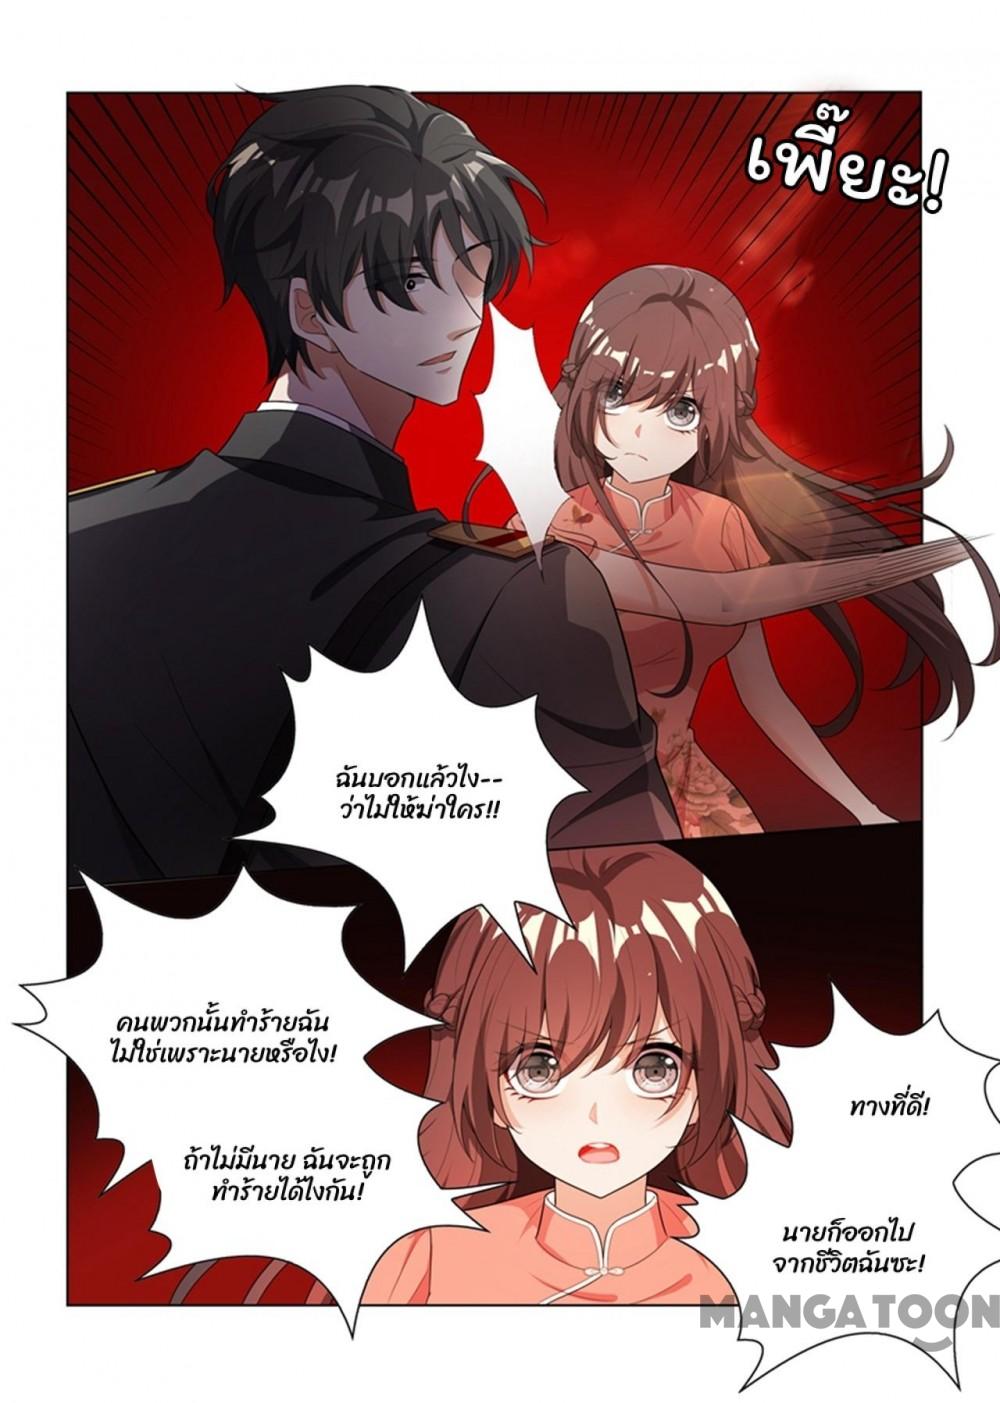 เพี๊ยะ!
ฉันบอกแล้วไง--
ว่าไม่ให้ฆ่าใคร!!
คนพวกนั้นทำร้ายฉัน
ไม่ใช่เพราะนายหรือไง!
ถ้าไม่มีนาย ฉันจะถูก
ทำร้ายได้ไงกัน!
ทางที่ดี!
นายก็ออกไป
จากชีวิตฉันซะ!
MANGATOON